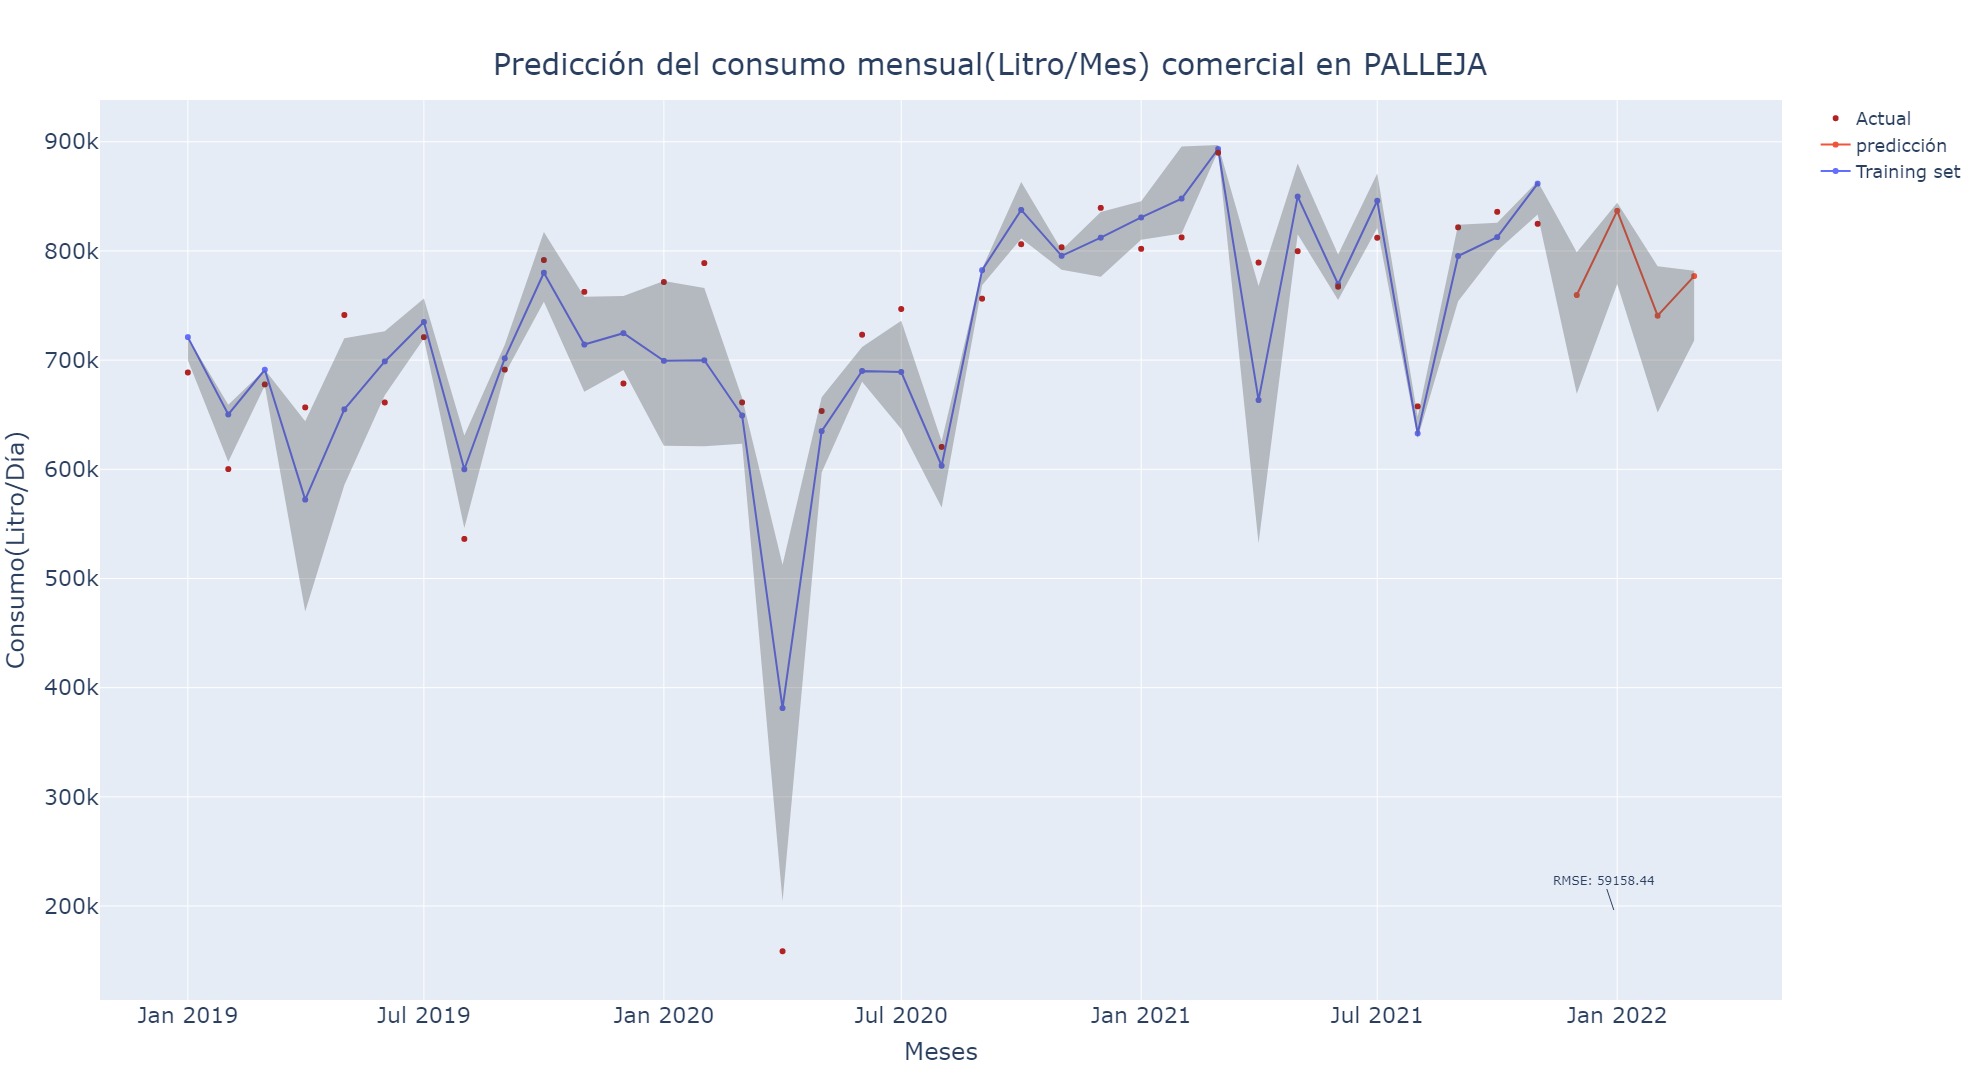 Predicción del consumo mensual(Litro/Mes) comercial en PALLEJA
Actual
predicción
Training set
Consumo(Litro/Día)
900k
800k
700k
600k
500k
400k
300k
200k
RMSE: 59158.44
Jan 2019
Jul 2019
Jan 2020
Jul 2020
Jan 2021
Jul 2021
Jan 2022
Meses